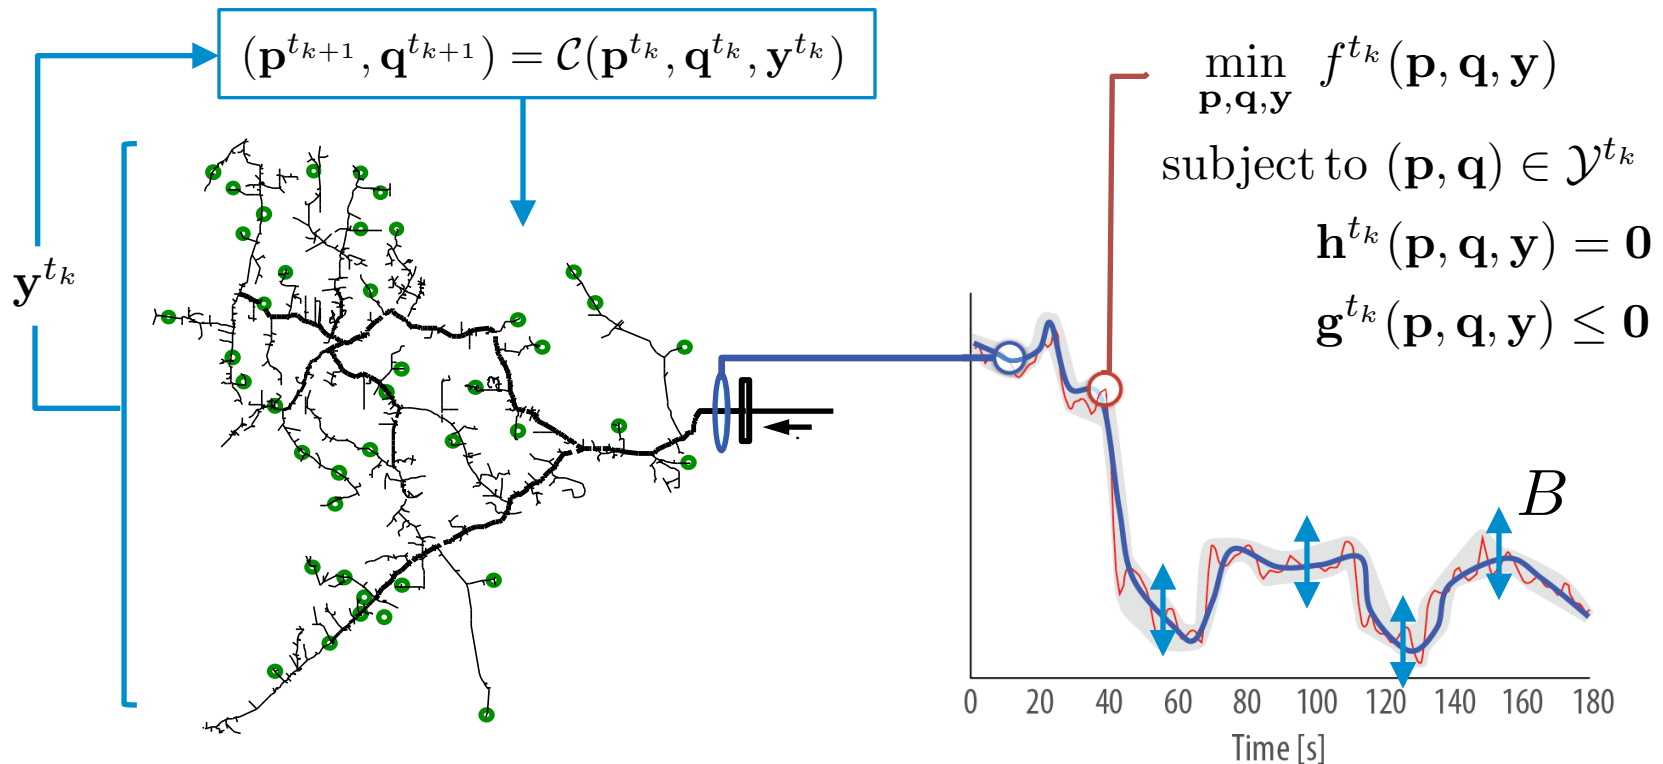 (p^{t_{k+1}}, q^{t_{k+1}}) = 𝒞(p^{t_k}, q^{t_k}, y^{t_k})
y^{t_k}
min f^{t_k}(p, q, y)
p,q,y
subject to (p, q) ∈ 𝒴^{t_k}
h^{t_k}(p, q, y) = 0
g^{t_k}(p, q, y) ≤ 0
B
0 20 40 60 80 100 120 140 160 180
Time [s]